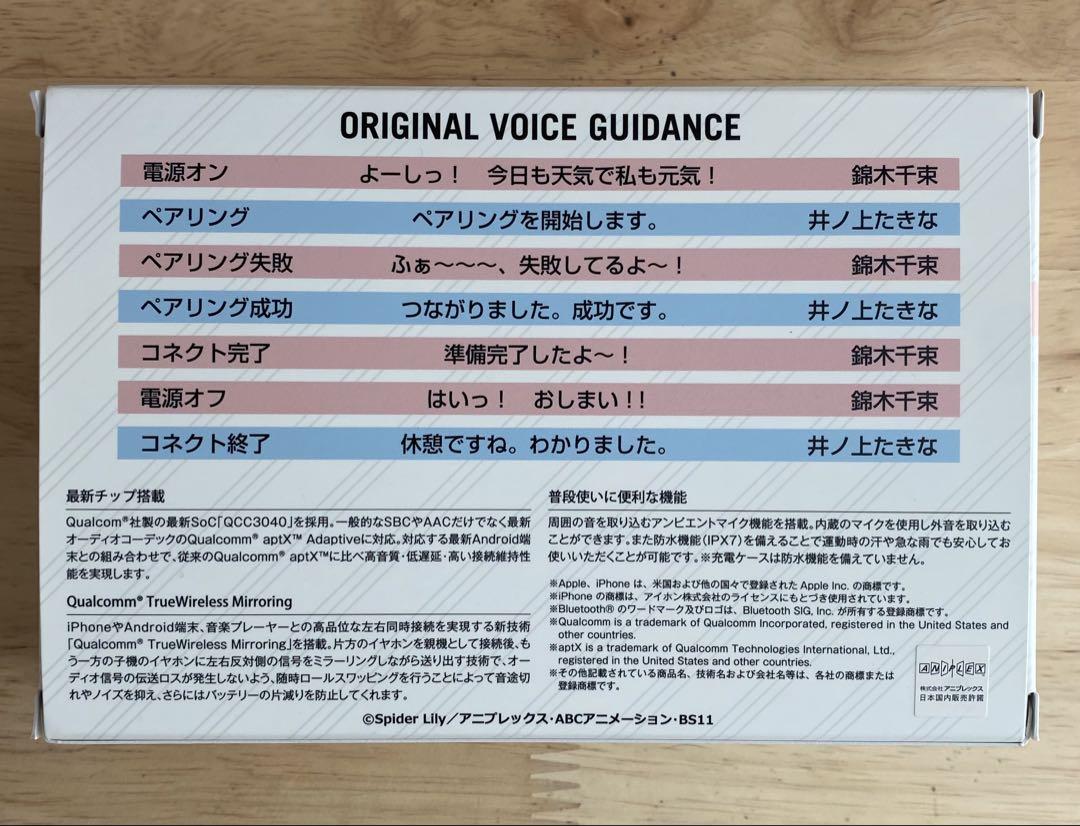 ORIGINAL VOICE GUIDANCE
電源オン よーしっ！ 今日も天気で私も元気！ 錦木千束
ペアリング ペアリングを開始します。 井ノ上たきな
ペアリング失敗 ふぁ～～～、失敗してるよ～！ 錦木千束
ペアリング成功 つながりました。成功です。 井ノ上たきな
コネクト完了 準備完了したよ～！ 錦木千束
電源オフ はいっ！ おしまい!! 錦木千束
コネクト終了 休憩ですね。わかりました。 井ノ上たきな
最新チップ搭載
Qualcom®社製の最新SoC「QCC3040」を採用。一般的なSBCやAACだけでなく最新
オーディオコーデックのQualcomm® aptX™ Adaptiveに対応。対応する最新Android端
末との組み合わせで、従来のQualcomm® aptX™に比べ高音質・低遅延・高い接続維持性
能を実現します。
Qualcomm® TrueWireless Mirroring
iPhoneやAndroid端末、音楽プレーヤーとの高品位な左右同時接続を実現する新技術
「Qualcomm® TrueWireless Mirroring」を搭載。片方のイヤホンを親機として接続後、も
う一方の子機のイヤホンに左右反対側の信号をミラーリングしながら送り出す技術で、オー
ディオ信号の伝送ロスが発生しないよう、随時ロールスワッピングを行うことによって音途切
れやノイズを抑え、さらにはバッテリーの片減りを防止してくれます。
普段使いに便利な機能
周囲の音を取り込むアンビエントマイク機能を搭載。内蔵のマイクを使用し外音を取り込む
ことができます。また防水機能(IPX7)を備えることで運動時の汗や急な雨でも安心してお
使いいただくことが可能です。※充電ケースは防水機能を備えていません。
※Apple、iPhone は、米国および他の国々で登録された Apple Inc. の商標です。
※iPhone の商標は、アイホン株式会社のライセンスにもとづき使用されています。
※Bluetooth® のワードマーク及びロゴは、Bluetooth SIG, Inc. が所有する登録商標です。
※Qualcomm is a trademark of Qualcomm Incorporated, registered in the United States and
other countries.
※aptX is a trademark of Qualcomm Technologies International, Ltd.,
registered in the United States and other countries.
※その他記載されている商品名、技術名および会社名等は、各社の商標または
登録商標です。
ANIPLEX
株式会社アニプレックス
日本国内販売許諾
©Spider Lily／アニプレックス・ABCアニメーション・BS11